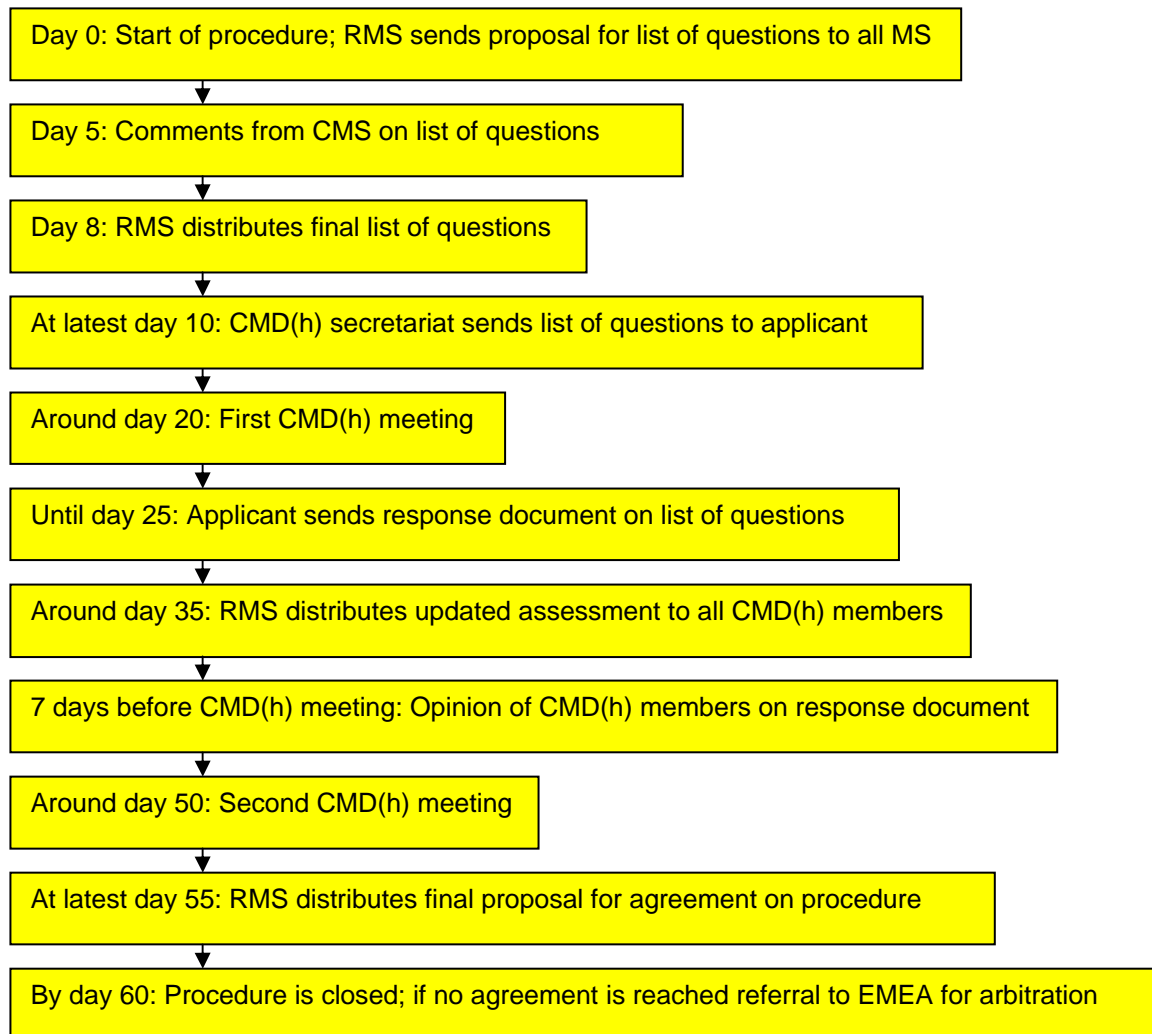 Day 0: Start of procedure; RMS sends proposal for list of questions to all MS
Day 5: Comments from CMS on list of questions
Day 8: RMS distributes final list of questions
At latest day 10: CMD(h) secretariat sends list of questions to applicant
Around day 20: First CMD(h) meeting
Until day 25: Applicant sends response document on list of questions
Around day 35: RMS distributes updated assessment to all CMD(h) members
7 days before CMD(h) meeting: Opinion of CMD(h) members on response document
Around day 50: Second CMD(h) meeting
At latest day 55: RMS distributes final proposal for agreement on procedure
By day 60: Procedure is closed; if no agreement is reached referral to EMEA for arbitration